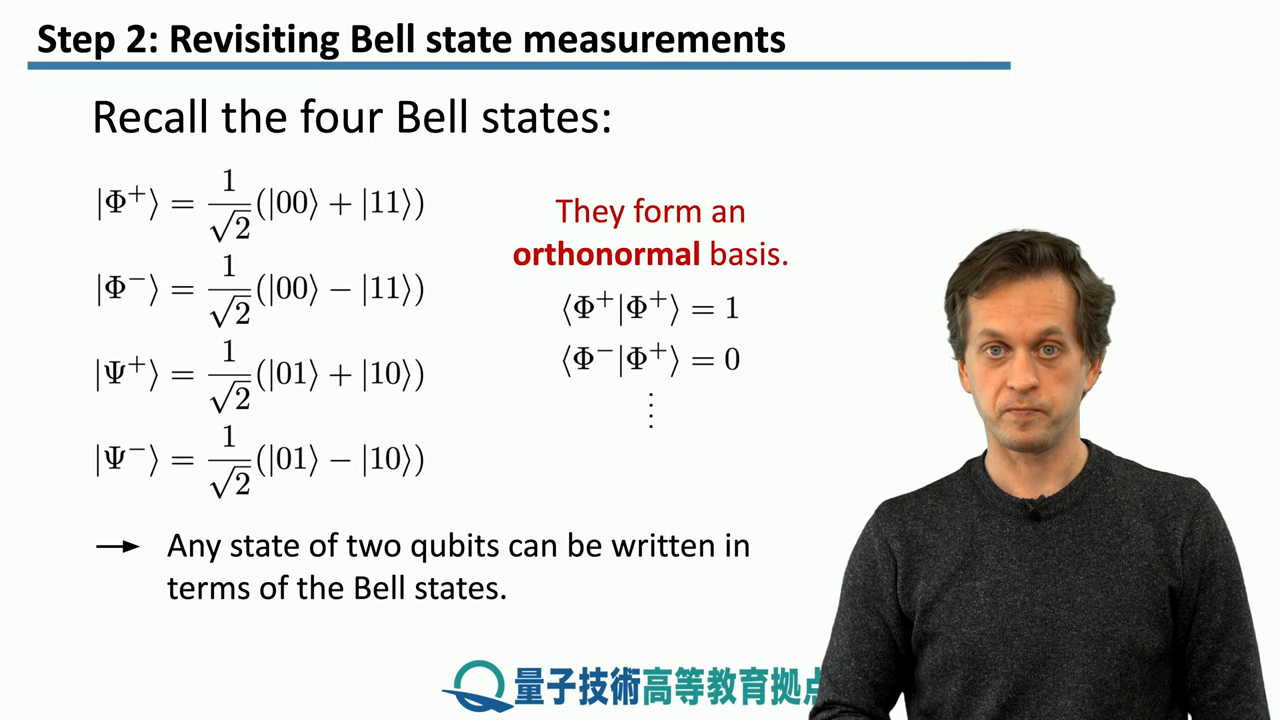 Step 2: Revisiting Bell state measurements
Recall the four Bell states:
|Φ⁺⟩ = 1/√2 (|00⟩ + |11⟩)
|Φ⁻⟩ = 1/√2 (|00⟩ − |11⟩)
|Ψ⁺⟩ = 1/√2 (|01⟩ + |10⟩)
|Ψ⁻⟩ = 1/√2 (|01⟩ − |10⟩)
They form an
orthonormal basis.
⟨Φ⁺|Φ⁺⟩ = 1
⟨Φ⁻|Φ⁺⟩ = 0
⋮
→ Any state of two qubits can be written in
terms of the Bell states.
量子技術高等教育拠点